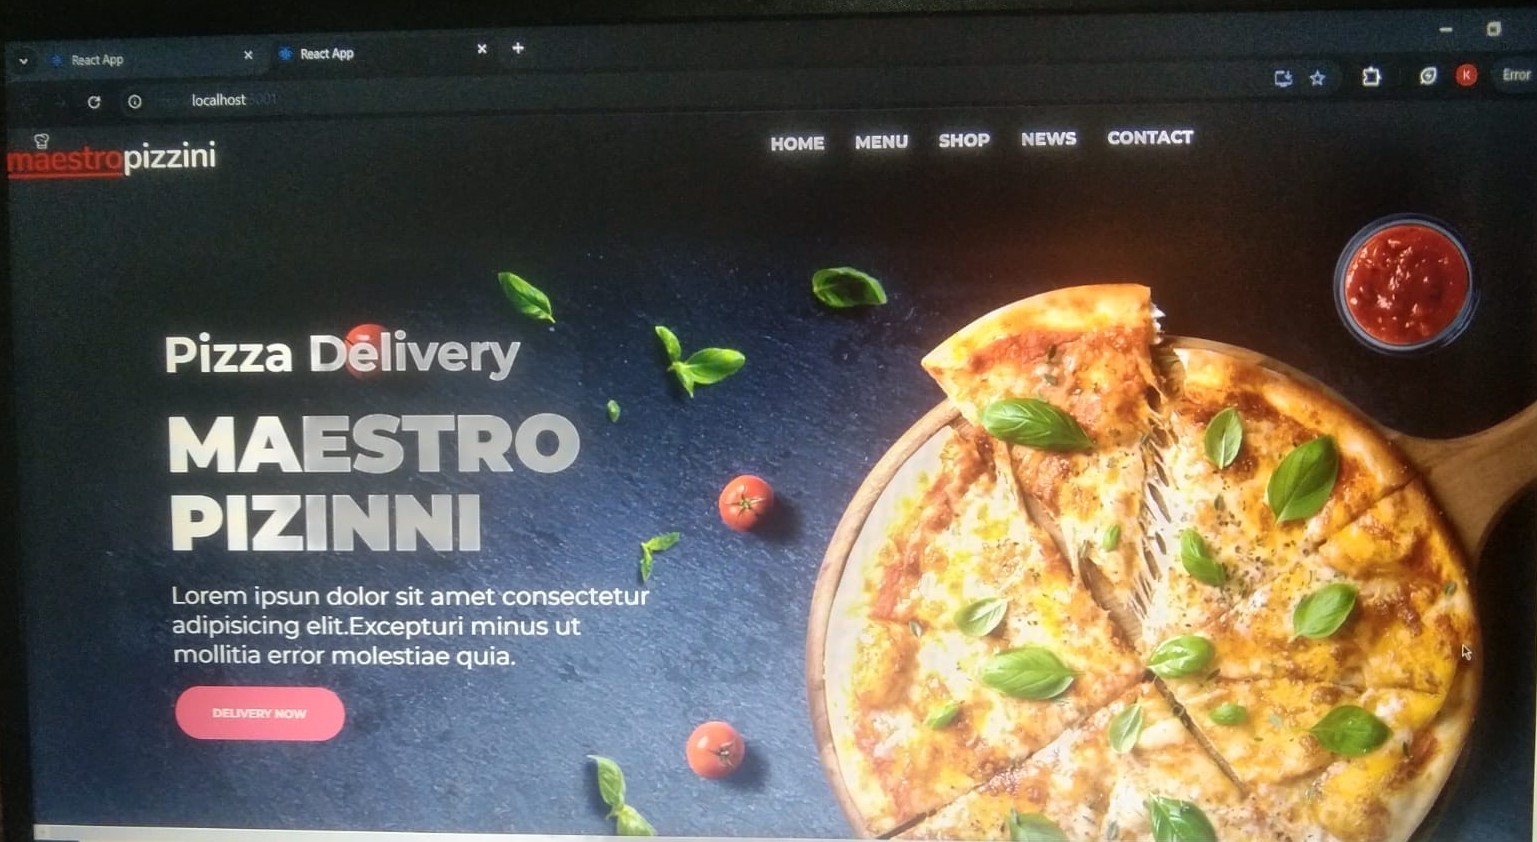 React App
React App
localhost:3001
K
Error
maestropizzini
HOME MENU SHOP NEWS CONTACT
Pizza Delivery
MAESTRO
PIZINNI
Lorem ipsun dolor sit amet consectetur
adipisicing elit.Excepturi minus ut
mollitia error molestiae quia.
DELIVERY NOW